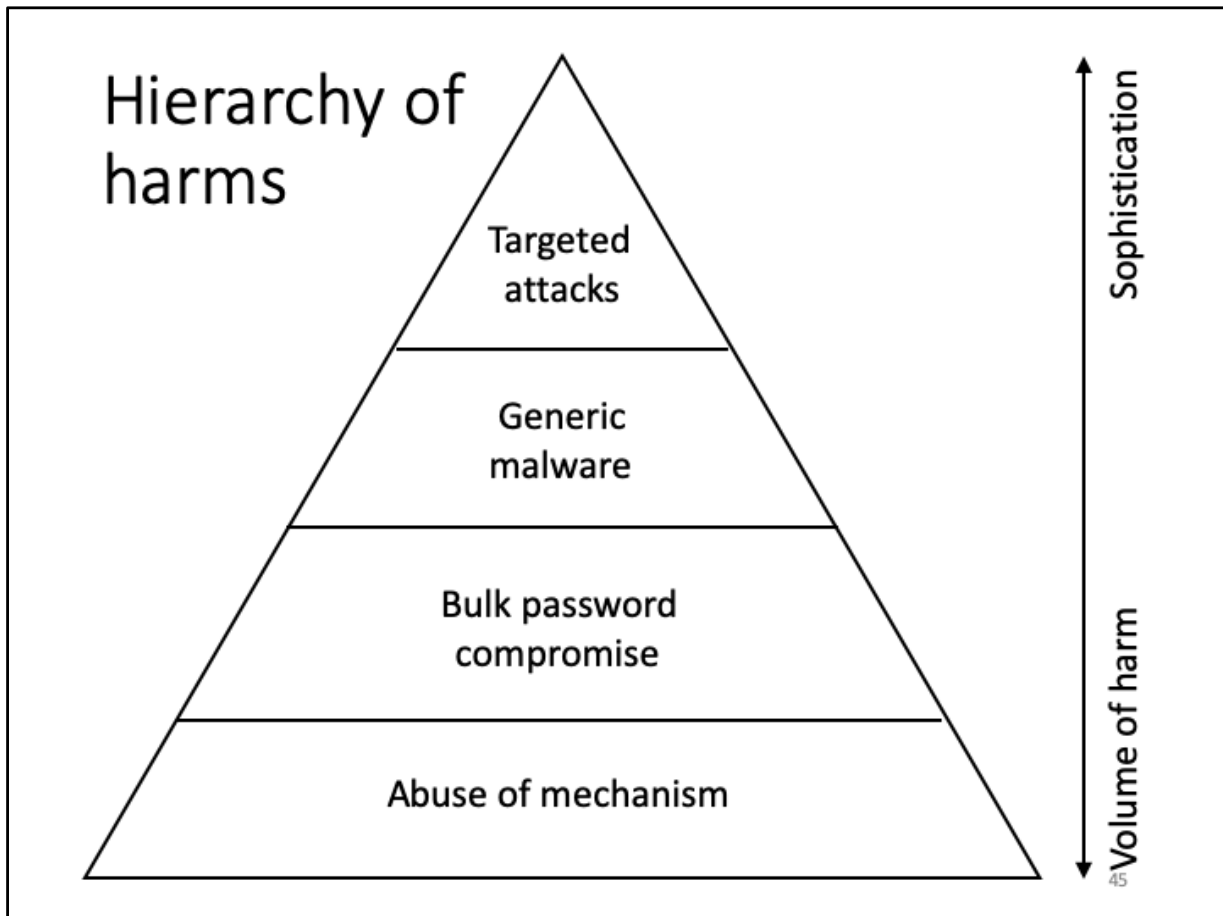 Hierarchy of
harms
Targeted
attacks
Generic
malware
Bulk password
compromise
Abuse of mechanism
Sophistication
Volume of harm
45